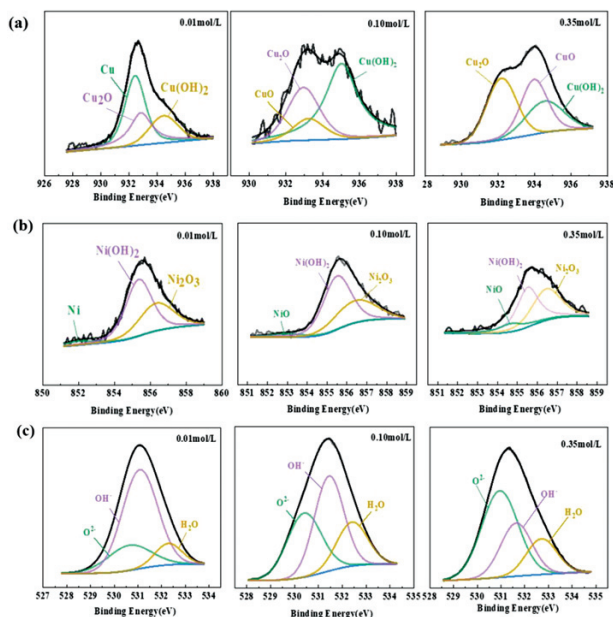 (a)
0.01mol/L
Cu
Cu₂O
Cu(OH)₂
926 928 930 932 934 936 938
Binding Energy(eV)
0.10mol/L
Cu₂O
CuO
Cu(OH)₂
930 933 936 938
Binding Energy(eV)
0.35mol/L
Cu₂O
CuO
Cu(OH)₂
28 930 932 934 936 938
Binding Energy(eV)
(b)
0.01mol/L
Ni(OH)₂
Ni₂O₃
Ni
850 852 854 856 858 860
Binding Energy(eV)
0.10mol/L
Ni(OH)₂
Ni₂O₃
NiO
851 852 853 854 855 856 857 858 859
Binding Energy(eV)
0.35mol/L
Ni(OH)₂
Ni₂O₃
NiO
851 852 853 854 855 856 857 858 859
Binding Energy(eV)
(c)
0.01mol/L
OH⁻
O²⁻
H₂O
527 528 529 530 531 532 533 534
Binding Energy(eV)
0.10mol/L
OH⁻
O²⁻
H₂O
528 529 530 531 532 533 534 535
Binding Energy(eV)
0.35mol/L
O²⁻
OH⁻
H₂O
528 529 530 531 532 533 534 535
Binding Energy(eV)